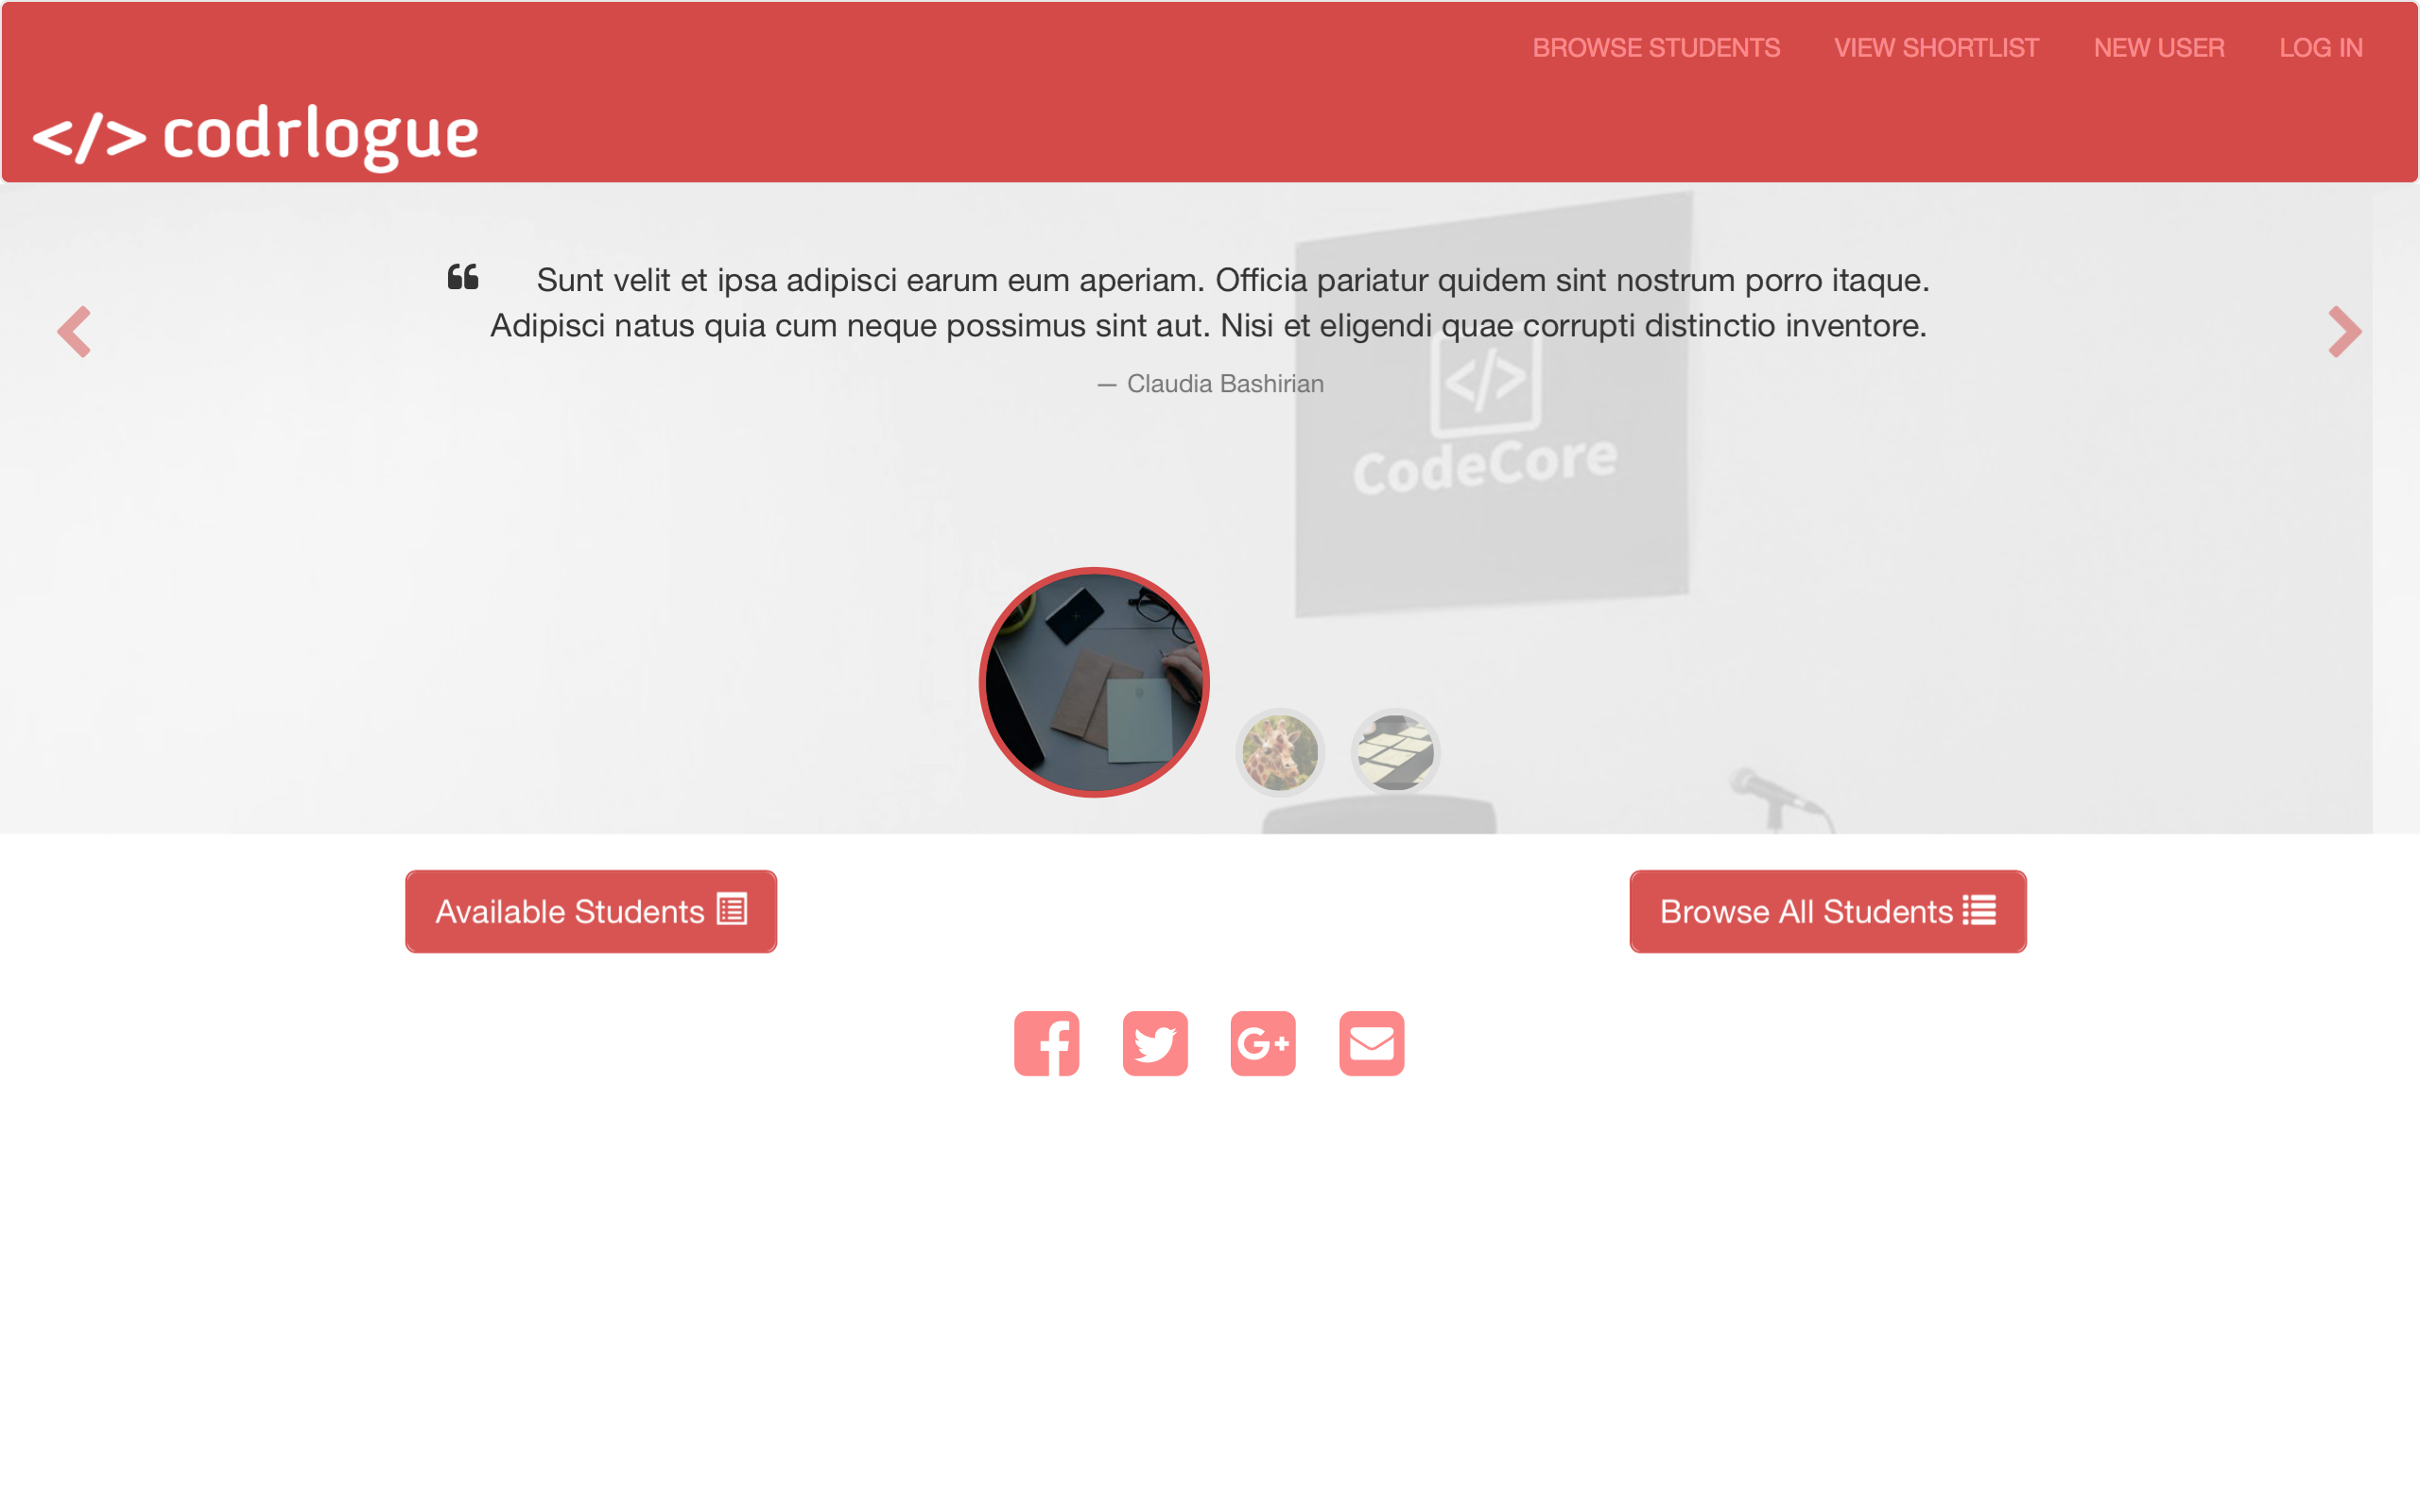 BROWSE STUDENTS VIEW SHORTLIST NEW USER LOG IN
</> codrlogue
Sunt velit et ipsa adipisci earum eum aperiam. Officia pariatur quidem sint nostrum porro itaque.
Adipisci natus quia cum neque possimus sint aut. Nisi et eligendi quae corrupti distinctio inventore.
— Claudia Bashirian
</>
CodeCore
Available Students
Browse All Students